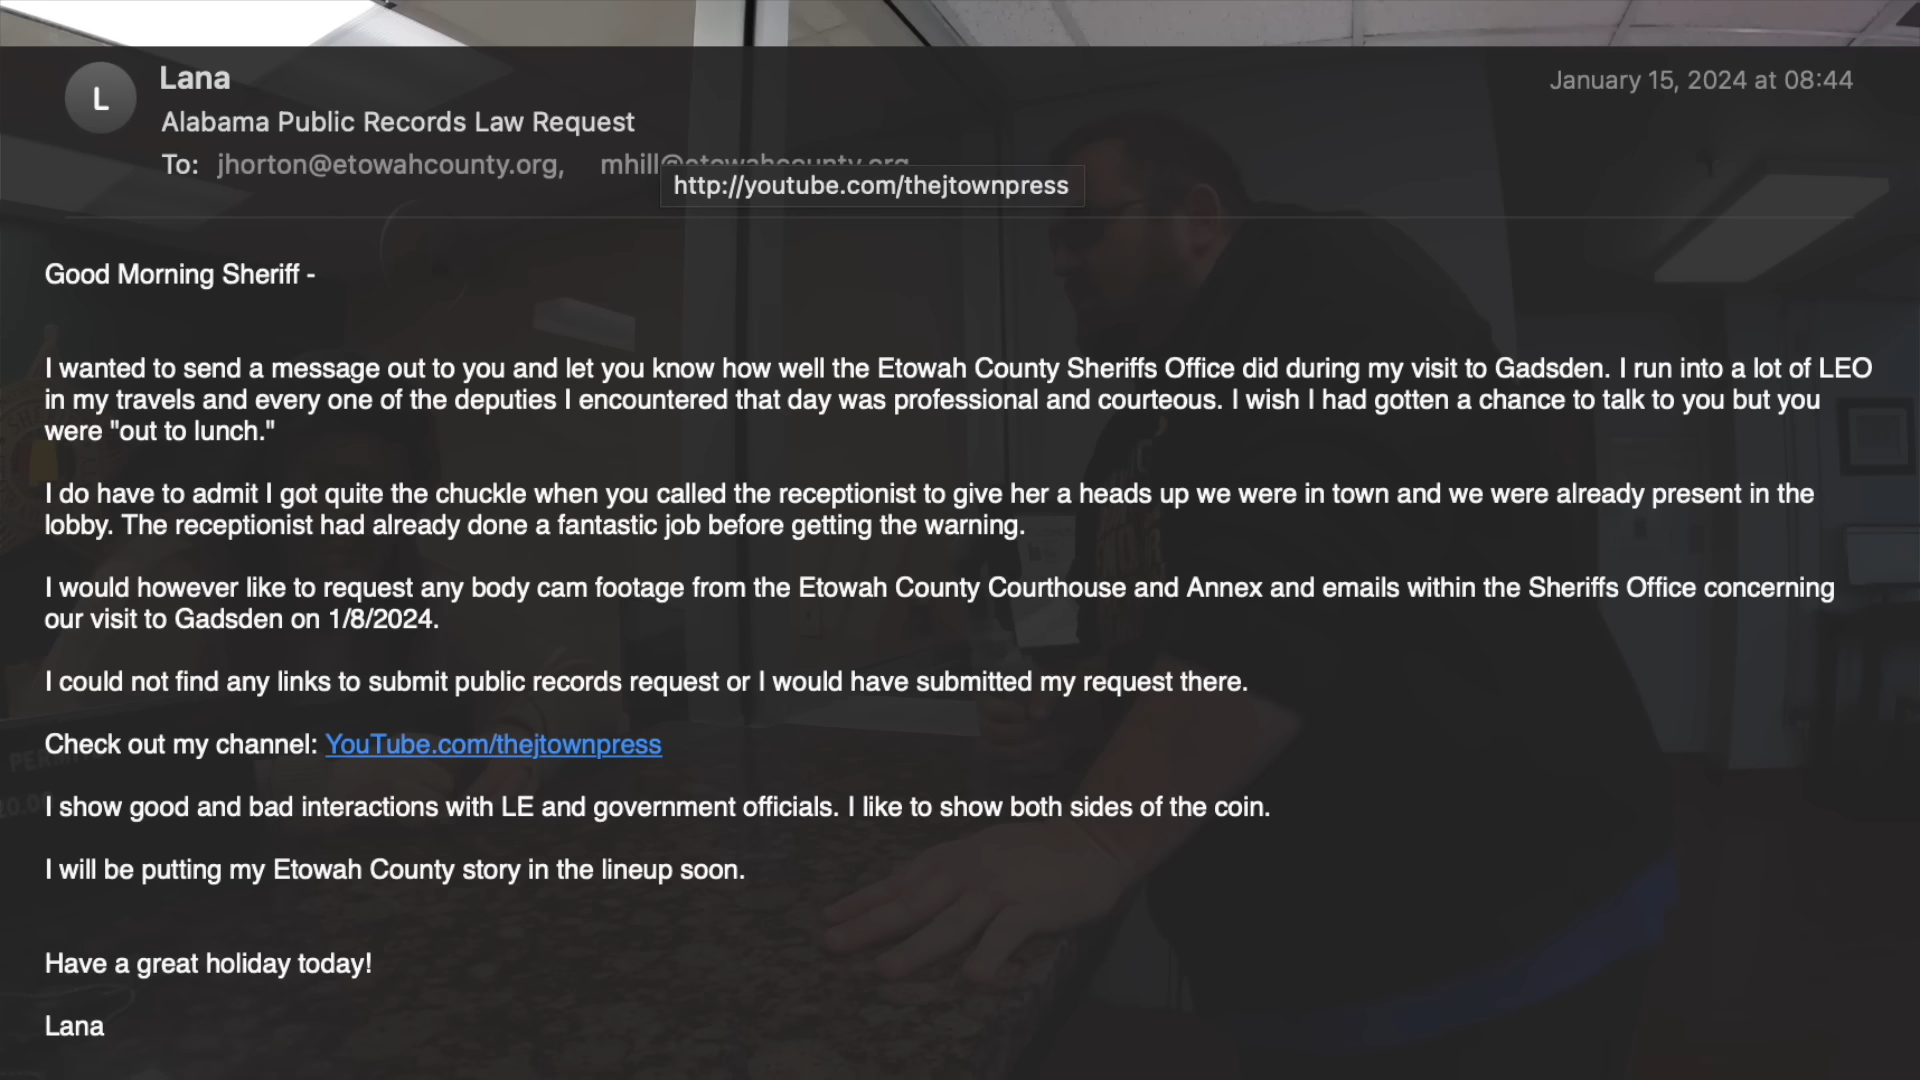 L
Lana
January 15, 2024 at 08:44
Alabama Public Records Law Request
To: jhorton@etowahcounty.org, mhill@etowahcounty.org
http://youtube.com/thejtownpress
Good Morning Sheriff -
I wanted to send a message out to you and let you know how well the Etowah County Sheriffs Office did during my visit to Gadsden. I run into a lot of LEO
in my travels and every one of the deputies I encountered that day was professional and courteous. I wish I had gotten a chance to talk to you but you
were "out to lunch."
I do have to admit I got quite the chuckle when you called the receptionist to give her a heads up we were in town and we were already present in the
lobby. The receptionist had already done a fantastic job before getting the warning.
I would however like to request any body cam footage from the Etowah County Courthouse and Annex and emails within the Sheriffs Office concerning
our visit to Gadsden on 1/8/2024.
I could not find any links to submit public records request or I would have submitted my request there.
Check out my channel: YouTube.com/thejtownpress
I show good and bad interactions with LE and government officials. I like to show both sides of the coin.
I will be putting my Etowah County story in the lineup soon.
Have a great holiday today!
Lana